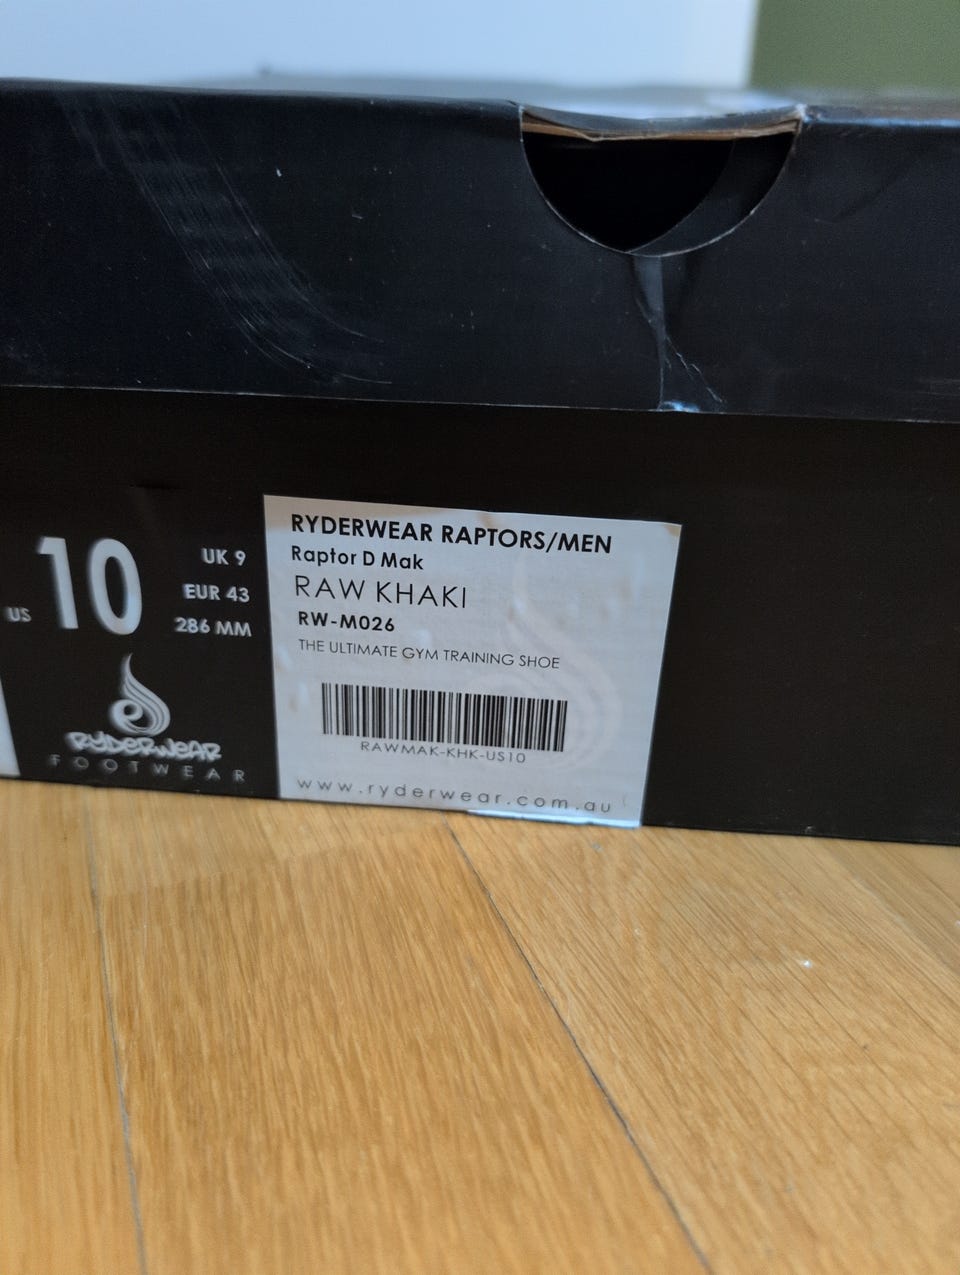 US 10
UK 9
EUR 43
286 MM
RYDERWEAR
FOOTWEAR
RYDERWEAR RAPTORS/MEN
Raptor D Mak
RAW KHAKI
RW-M026
THE ULTIMATE GYM TRAINING SHOE
RAWMAK-KHK-US10
www.ryderwear.com.au